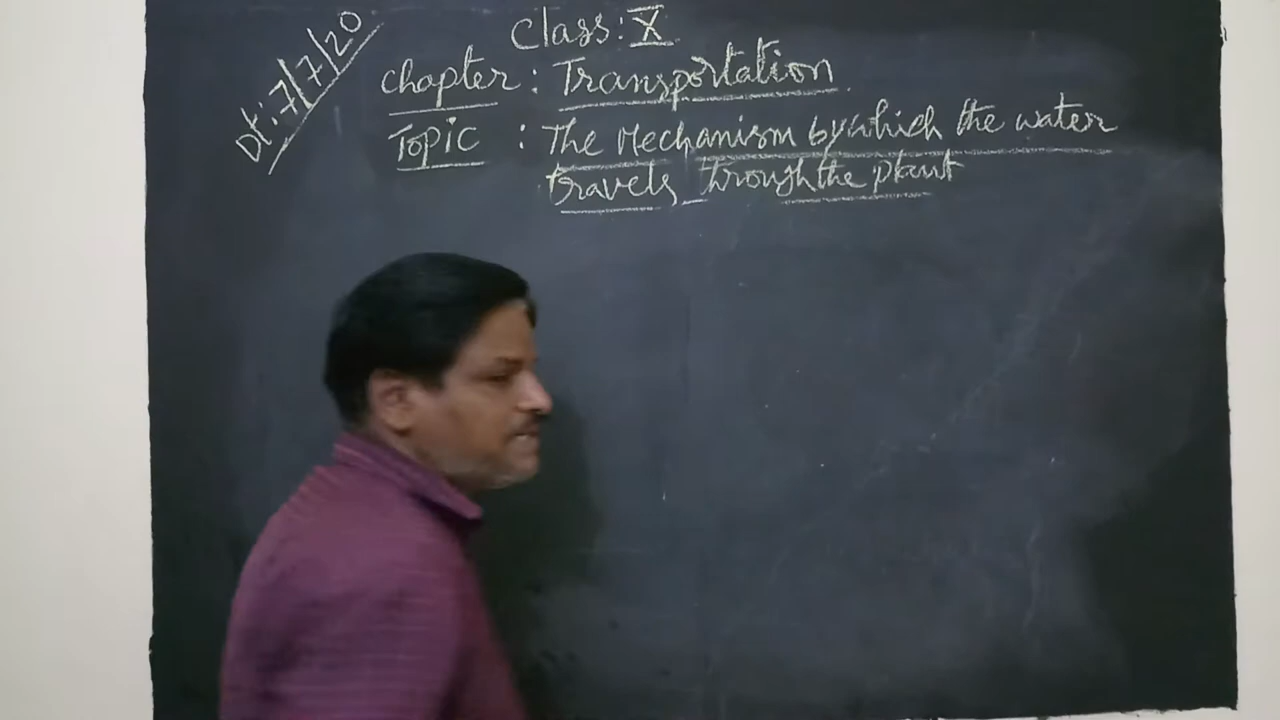 Dt: 7/7/20
Class: X
Chapter: Transportation
Topic : The Mechanism by which the water
travels through the plant